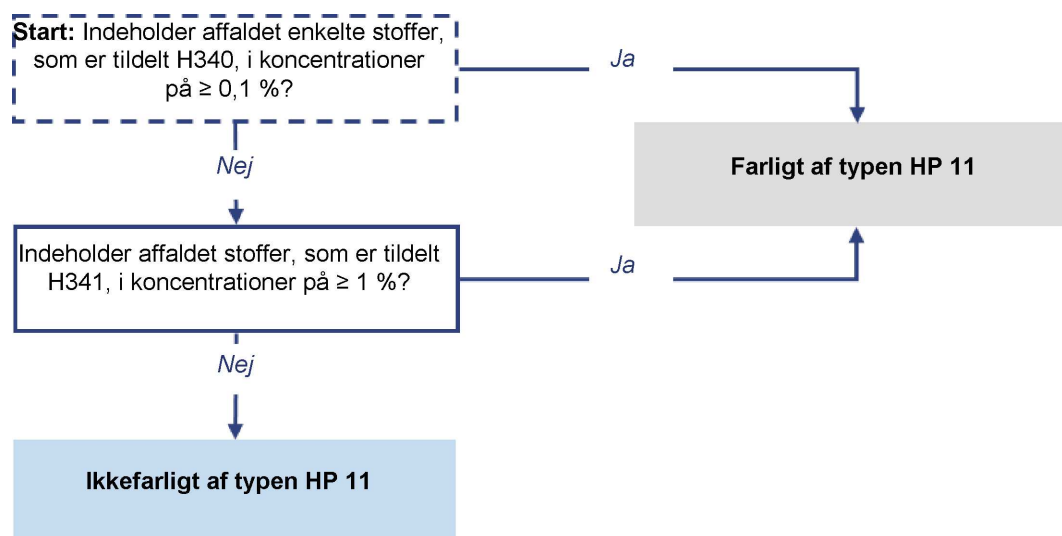 Start: Indeholder affaldet enkelte stoffer,
som er tildelt H340, i koncentrationer
på ≥ 0,1 %?
Ja
Farligt af typen HP 11
Nej
Indeholder affaldet stoffer, som er tildelt
H341, i koncentrationer på ≥ 1 %?
Ja
Nej
Ikkefarligt af typen HP 11